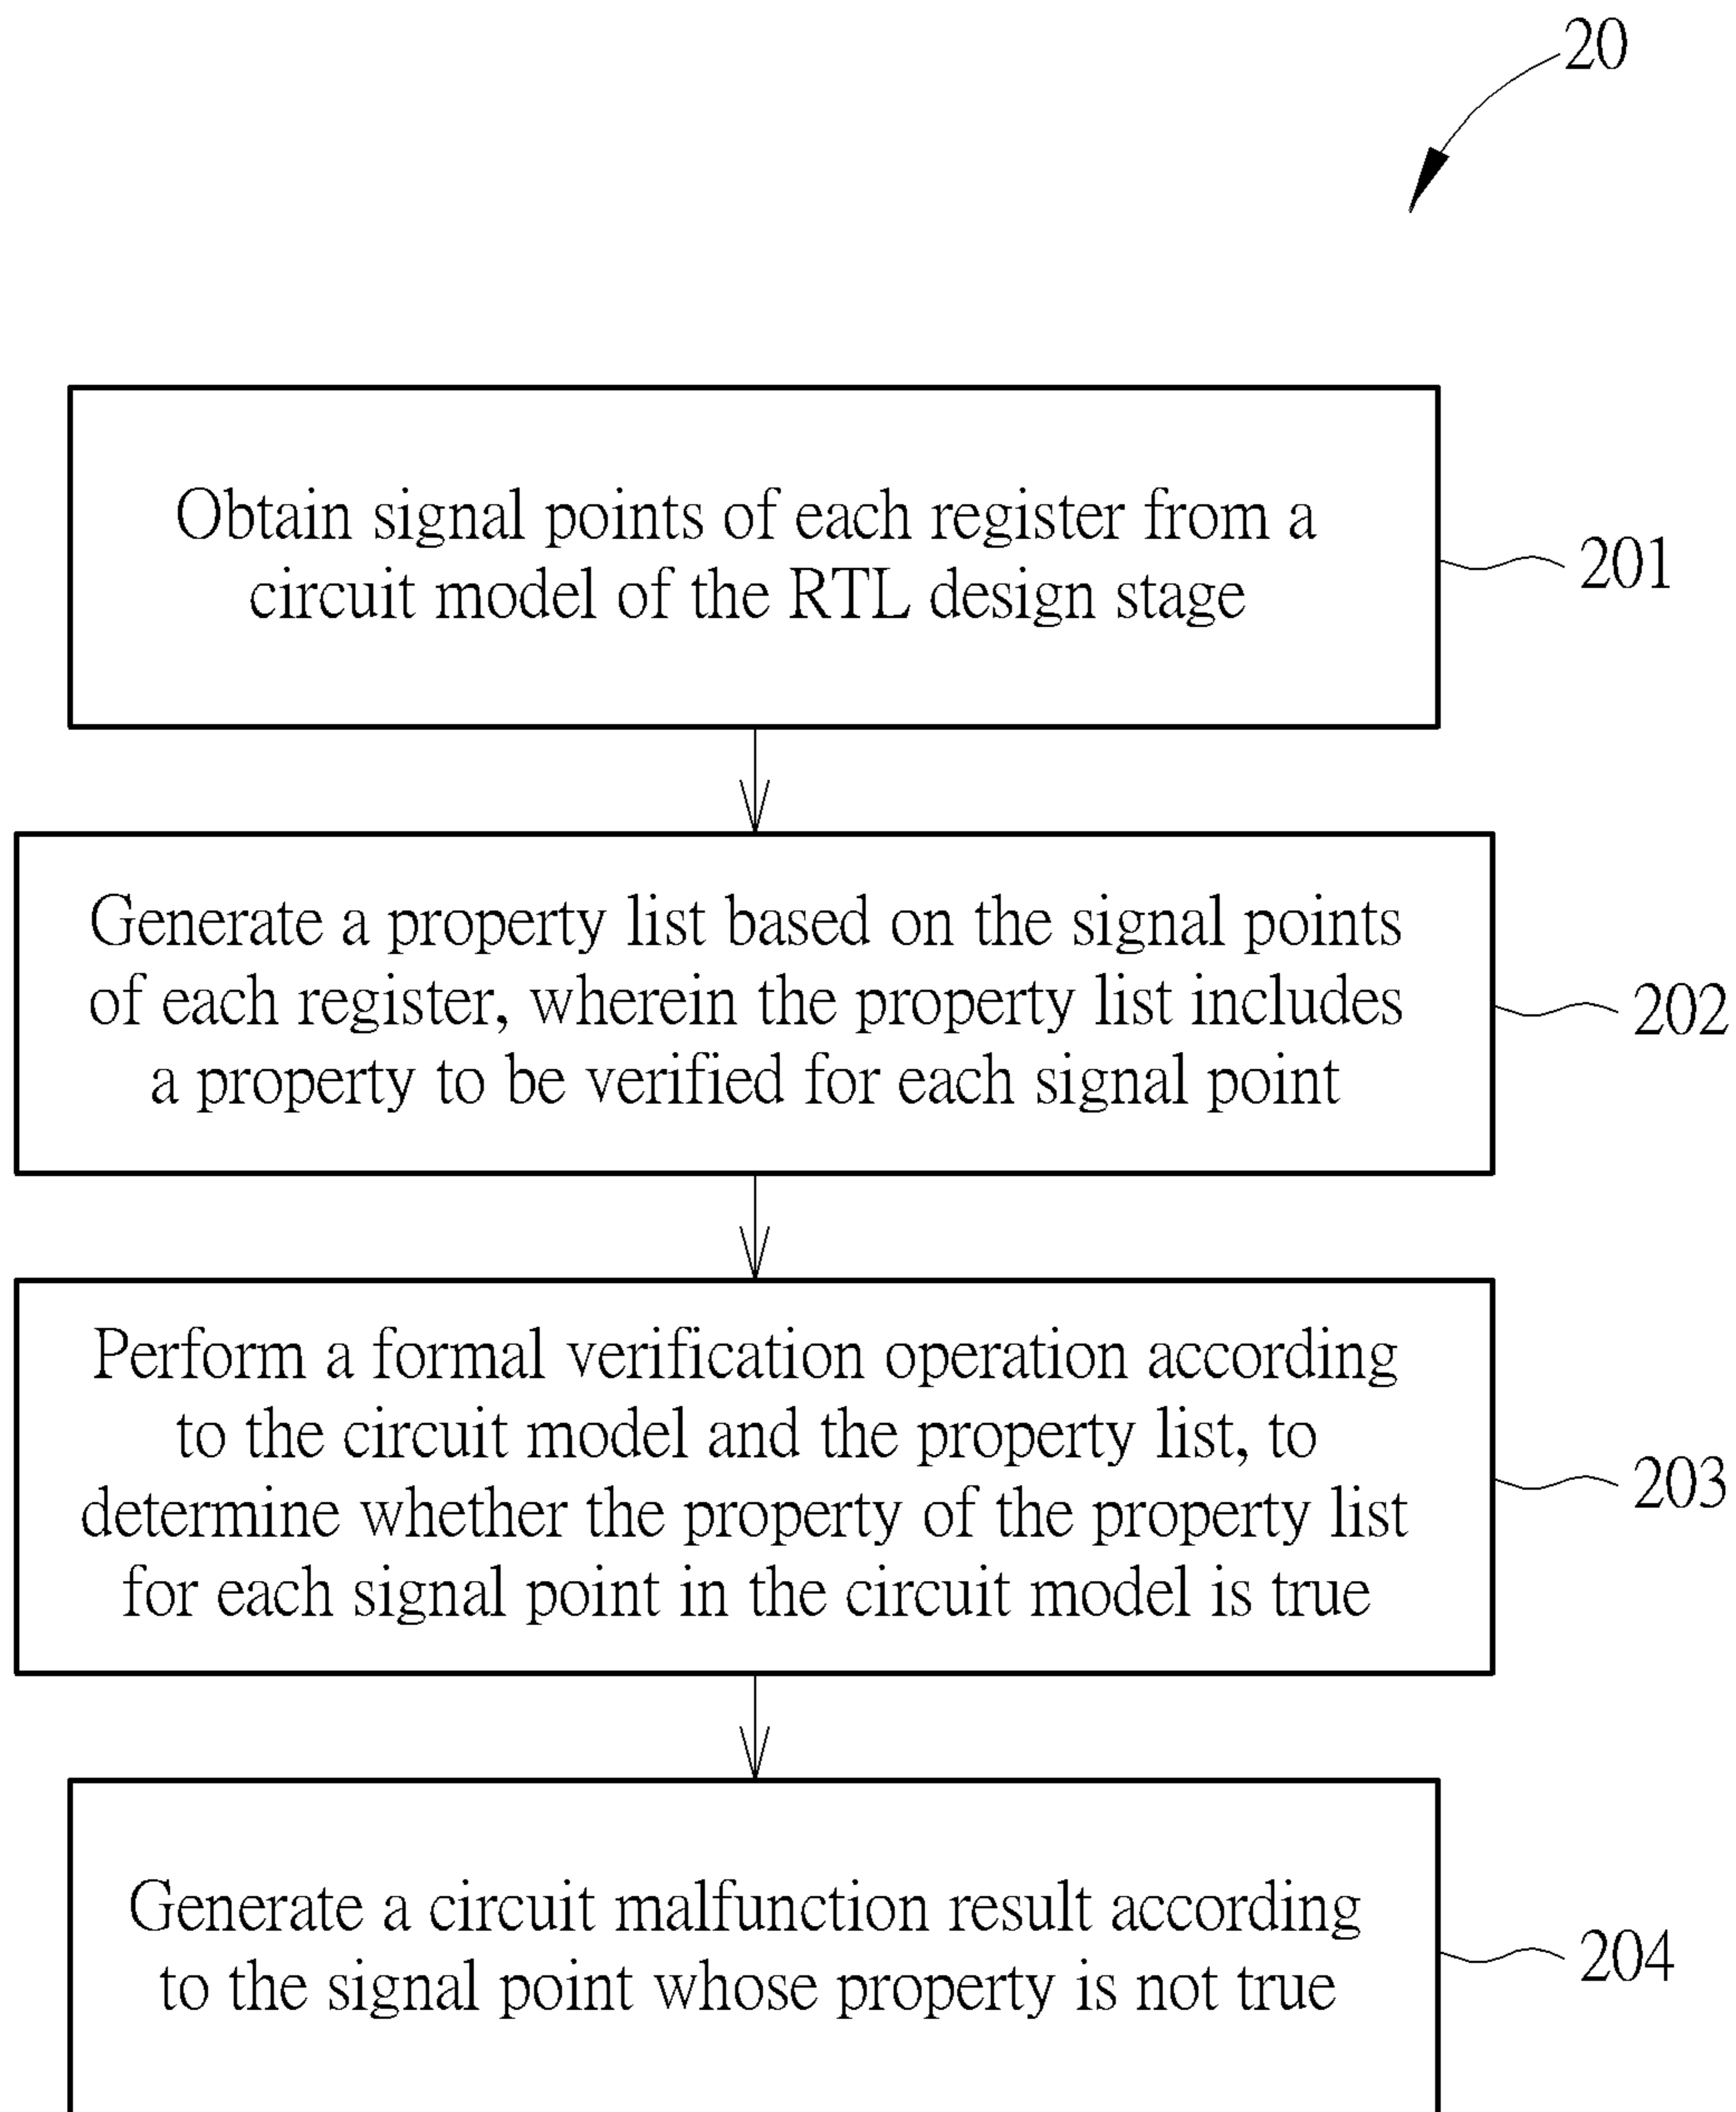 20
Obtain signal points of each register from a
circuit model of the RTL design stage
201
Generate a property list based on the signal points
of each register, wherein the property list includes
a property to be verified for each signal point
202
Perform a formal verification operation according
to the circuit model and the property list, to
determine whether the property of the property list
for each signal point in the circuit model is true
203
Generate a circuit malfunction result according
to the signal point whose property is not true
204